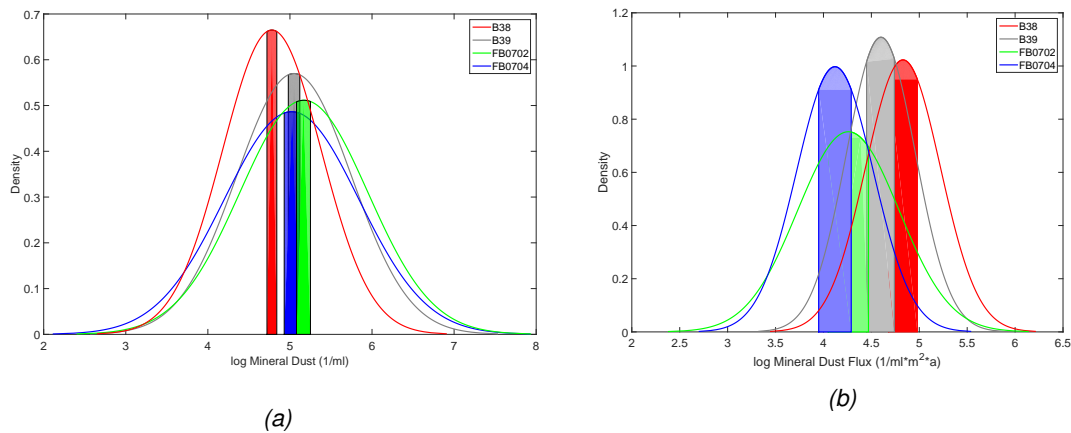 0.7
0.6
0.5
0.4
0.3
0.2
0.1
0
Density
2
3
4
5
6
7
8
log Mineral Dust (1/ml)
B38
B39
FB0702
FB0704
(a)
1.2
1
0.8
0.6
0.4
0.2
0
Density
2
2.5
3
3.5
4
4.5
5
5.5
6
6.5
log Mineral Dust Flux (1/ml*m²*a)
B38
B39
FB0702
FB0704
(b)